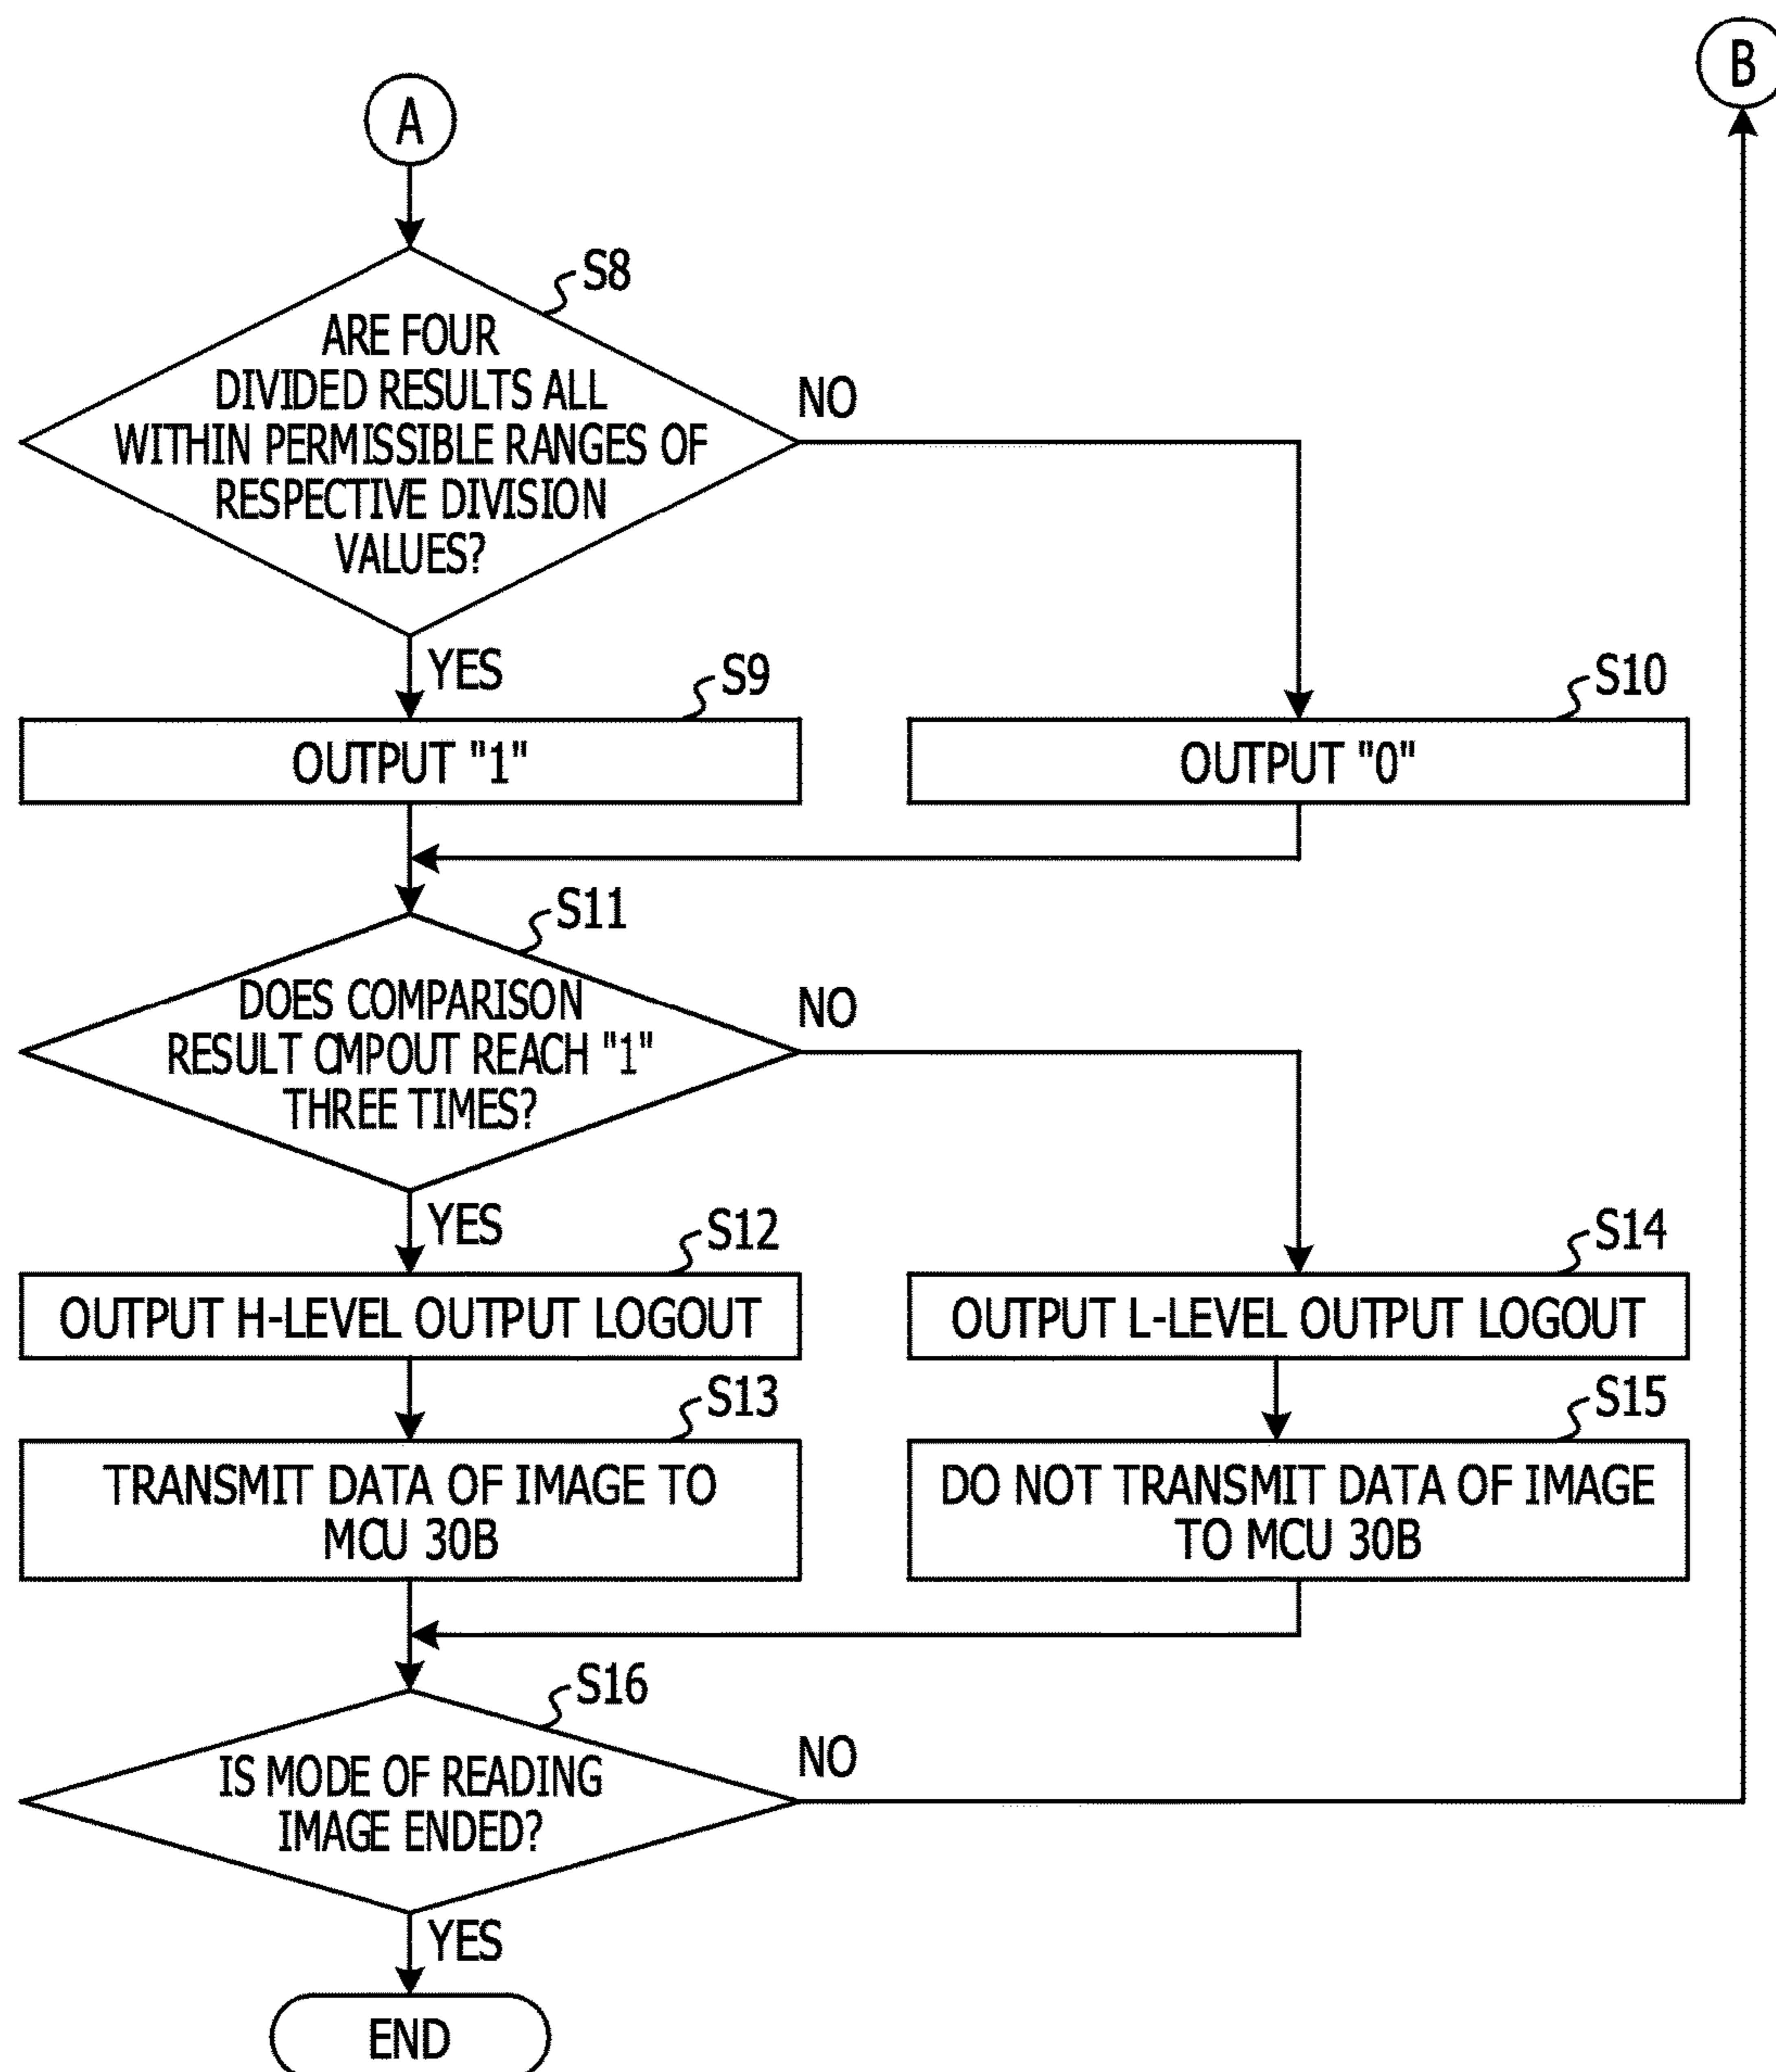 B
A
S8
ARE FOUR
DIVIDED RESULTS ALL
WITHIN PERMISSIBLE RANGES OF
RESPECTIVE DIVISION
VALUES?
NO
YES
S9
S10
OUTPUT "1"
OUTPUT "0"
S11
DOES COMPARISON
RESULT CMPOUT REACH "1"
THREE TIMES?
NO
YES
S12
S14
OUTPUT H-LEVEL OUTPUT LOGOUT
OUTPUT L-LEVEL OUTPUT LOGOUT
S13
S15
TRANSMIT DATA OF IMAGE TO
MCU 30B
DO NOT TRANSMIT DATA OF IMAGE
TO MCU 30B
S16
IS MODE OF READING
IMAGE ENDED?
NO
YES
END